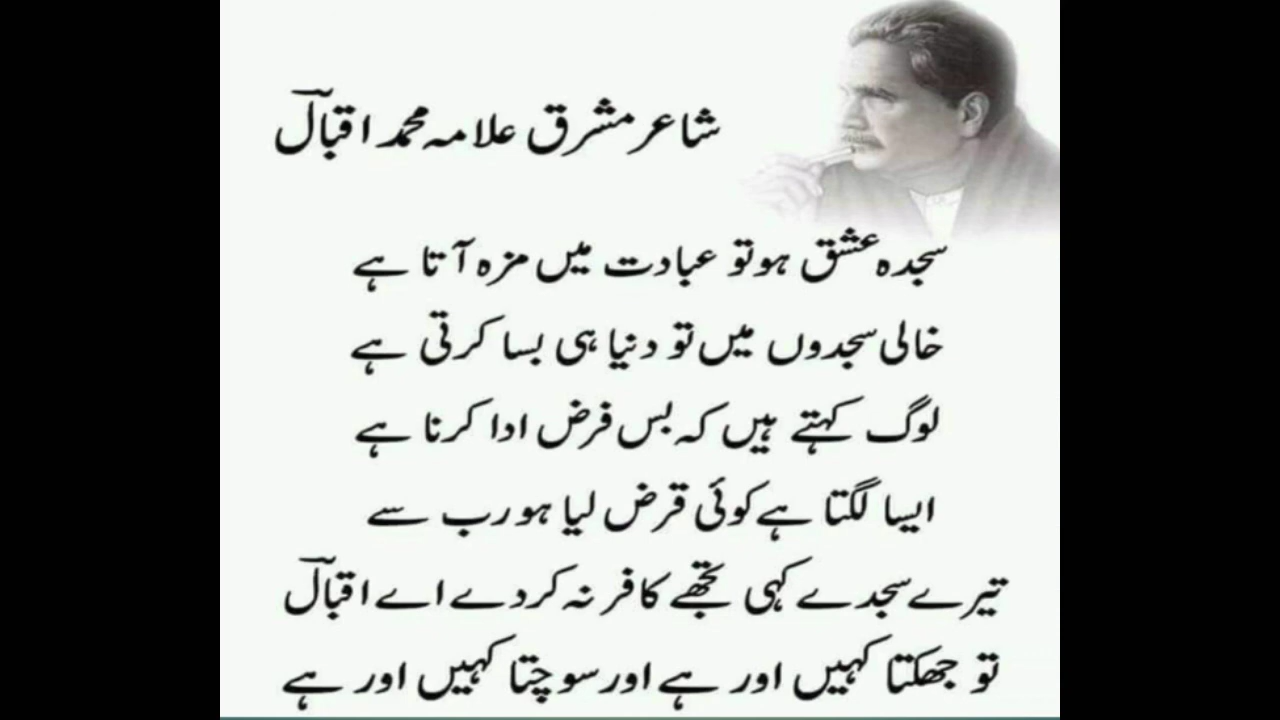 شاعر مشرق علامہ محمد اقبالؔ
سجدہ عشق ہو تو عبادت میں مزہ آتا ہے
خالی سجدوں میں تو دنیا ہی بسا کرتی ہے
لوگ کہتے ہیں کہ بس فرض ادا کرنا ہے
ایسا لگتا ہے کوئی قرض لیا ہو رب سے
تیرے سجدے کہی تجھے کافر نہ کردے اے اقبالؔ
تو جھکتا کہیں اور ہے اور سوچتا کہیں اور ہے